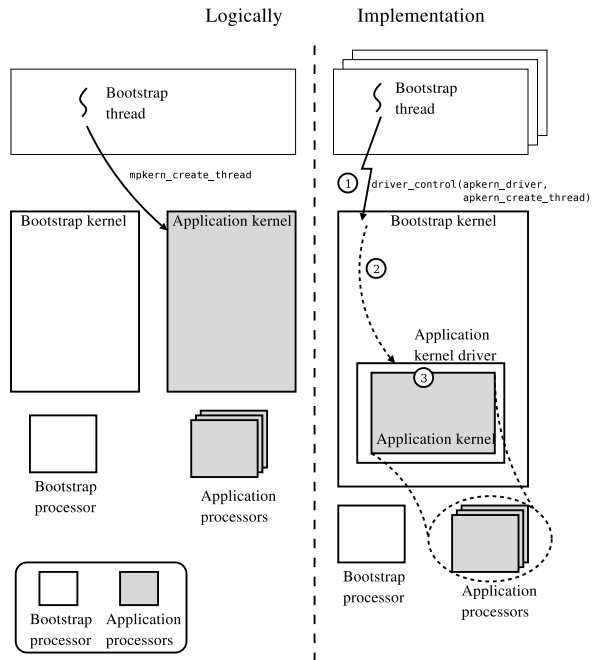 Logically
Implementation
Bootstrap
thread
mpkern_create_thread
Bootstrap kernel
Application kernel
Bootstrap
processor
Application
processors
Bootstrap
processor
Application
processors
Bootstrap
thread
1
driver_control(apkern_driver,
apkern_create_thread)
Bootstrap kernel
2
Application
kernel driver
3
Application kernel
Bootstrap
processor
Application
processors